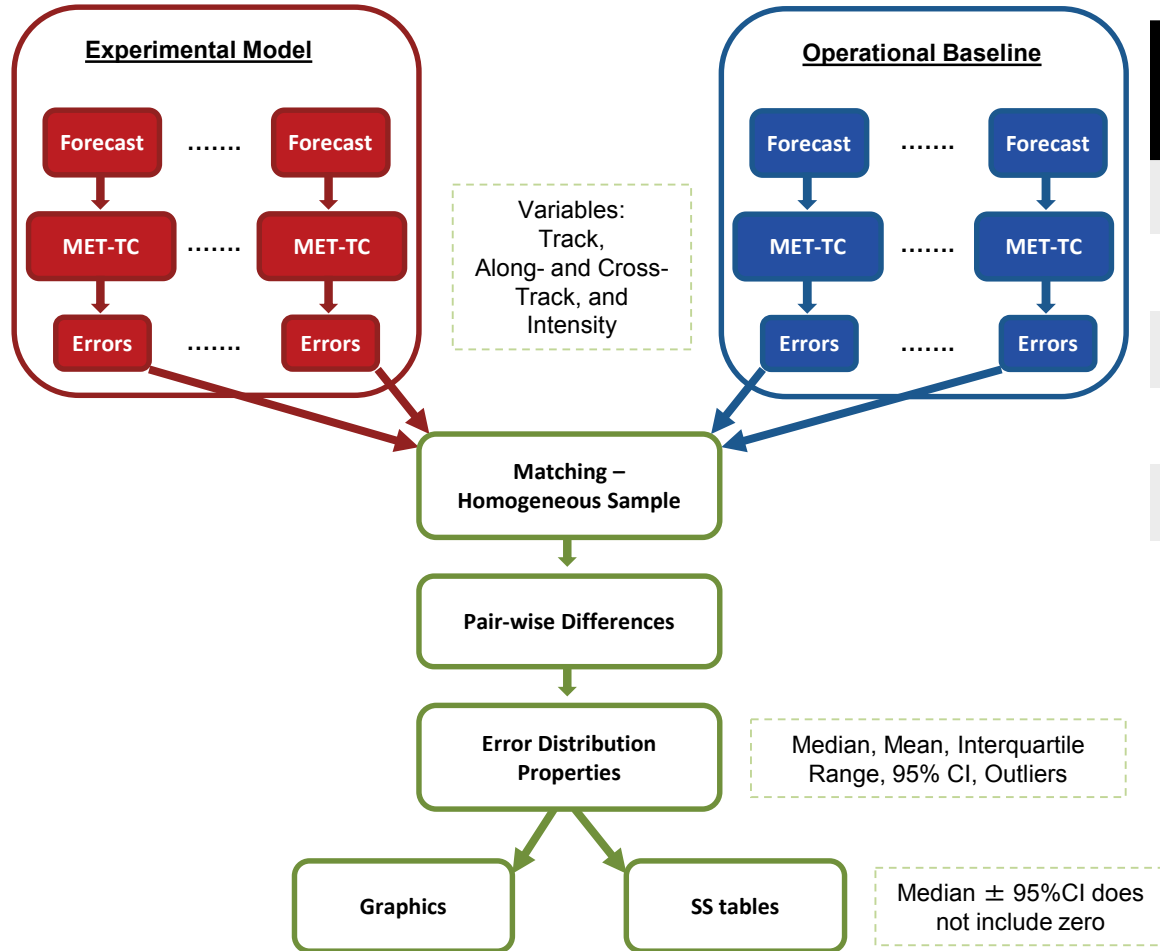 Experimental Model
Operational Baseline
Forecast ....... Forecast
MET-TC ....... MET-TC
Errors ....... Errors
Variables:
Track,
Along- and Cross-
Track, and
Intensity
Forecast ....... Forecast
MET-TC ....... MET-TC
Errors ....... Errors
Matching –
Homogeneous Sample
Pair-wise Differences
Error Distribution
Properties
Median, Mean, Interquartile
Range, 95% CI, Outliers
Graphics
SS tables
Median ± 95%CI does
not include zero